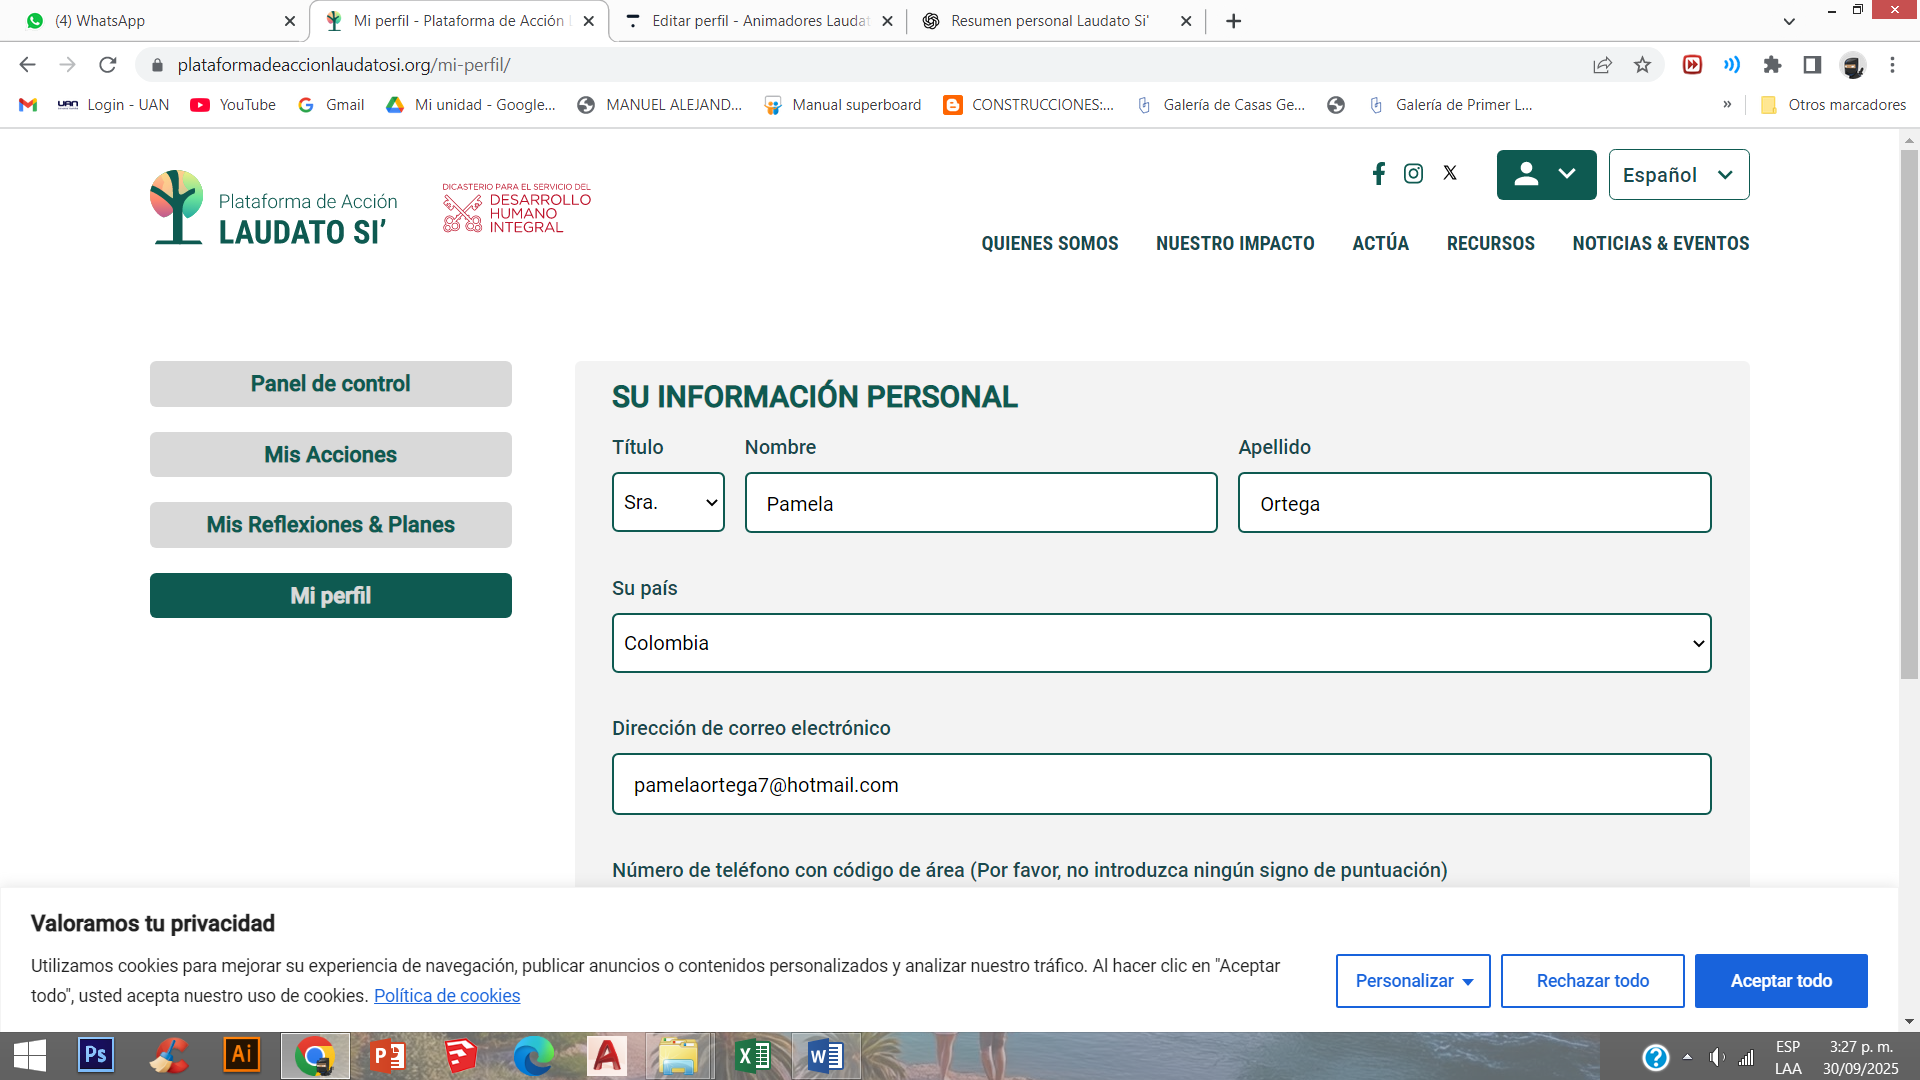 (4) WhatsApp
Mi perfil - Plataforma de Acción L
Editar perfil - Animadores Laudat
Resumen personal Laudato Si'
plataformadeaccionlaudatosi.org/mi-perfil/
UAN Login - UAN
YouTube
Gmail
Mi unidad - Google...
MANUEL ALEJAND...
Manual superboard
CONSTRUCCIONES:...
Galería de Casas Ge...
Galería de Primer L...
»
Otros marcadores
Plataforma de Acción
LAUDATO SI’
DICASTERIO PARA EL SERVICIO DEL
DESARROLLO
HUMANO
INTEGRAL
Español
QUIENES SOMOS
NUESTRO IMPACTO
ACTÚA
RECURSOS
NOTICIAS & EVENTOS
Panel de control
Mis Acciones
Mis Reflexiones & Planes
Mi perfil
SU INFORMACIÓN PERSONAL
Título
Nombre
Apellido
Sra.
Pamela
Ortega
Su país
Colombia
Dirección de correo electrónico
pamelaortega7@hotmail.com
Número de teléfono con código de área (Por favor, no introduzca ningún signo de puntuación)
Valoramos tu privacidad
Utilizamos cookies para mejorar su experiencia de navegación, publicar anuncios o contenidos personalizados y analizar nuestro tráfico. Al hacer clic en "Aceptar
todo", usted acepta nuestro uso de cookies. Política de cookies
Personalizar
Rechazar todo
Aceptar todo
Ps
Ai
ESP
LAA
3:27 p. m.
30/09/2025